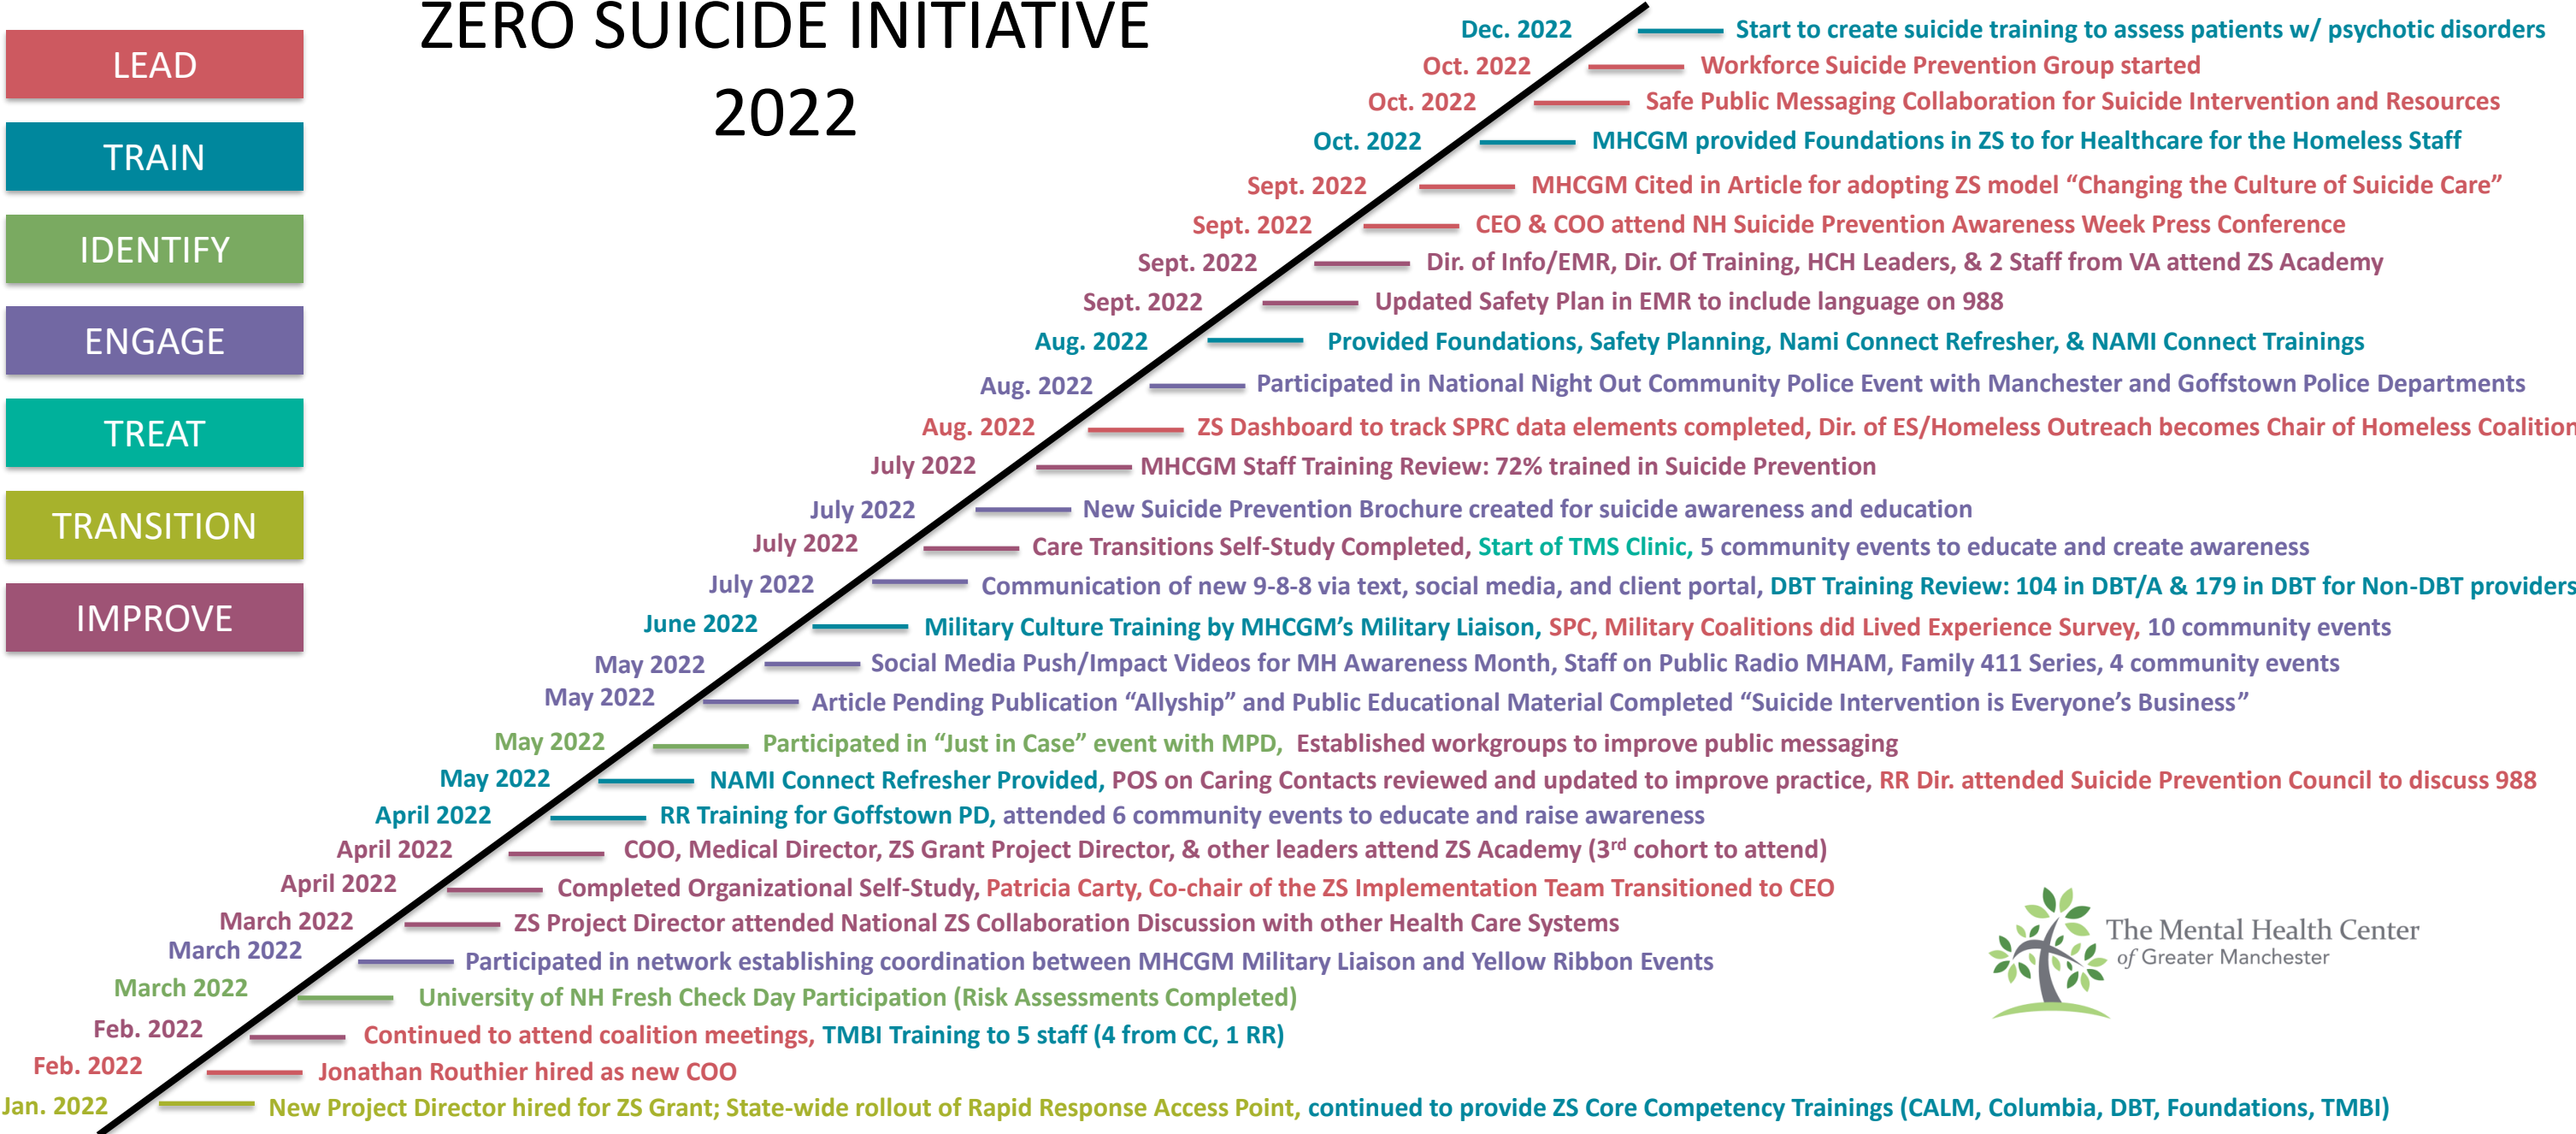 ZERO SUICIDE INITIATIVE
2022
LEAD
TRAIN
IDENTIFY
ENGAGE
TREAT
TRANSITION
IMPROVE
Dec. 2022 Start to create suicide training to assess patients w/ psychotic disorders
Oct. 2022 Workforce Suicide Prevention Group started
Oct. 2022 Safe Public Messaging Collaboration for Suicide Intervention and Resources
Oct. 2022 MHCGM provided Foundations in ZS to for Healthcare for the Homeless Staff
Sept. 2022 MHCGM Cited in Article for adopting ZS model “Changing the Culture of Suicide Care”
Sept. 2022 CEO & COO attend NH Suicide Prevention Awareness Week Press Conference
Sept. 2022 Dir. of Info/EMR, Dir. Of Training, HCH Leaders, & 2 Staff from VA attend ZS Academy
Sept. 2022 Updated Safety Plan in EMR to include language on 988
Aug. 2022 Provided Foundations, Safety Planning, Nami Connect Refresher, & NAMI Connect Trainings
Aug. 2022 Participated in National Night Out Community Police Event with Manchester and Goffstown Police Departments
Aug. 2022 ZS Dashboard to track SPRC data elements completed, Dir. of ES/Homeless Outreach becomes Chair of Homeless Coalition
July 2022 MHCGM Staff Training Review: 72% trained in Suicide Prevention
July 2022 New Suicide Prevention Brochure created for suicide awareness and education
July 2022 Care Transitions Self-Study Completed, Start of TMS Clinic, 5 community events to educate and create awareness
July 2022 Communication of new 9-8-8 via text, social media, and client portal, DBT Training Review: 104 in DBT/A & 179 in DBT for Non-DBT providers
June 2022 Military Culture Training by MHCGM’s Military Liaison, SPC, Military Coalitions did Lived Experience Survey, 10 community events
May 2022 Social Media Push/Impact Videos for MH Awareness Month, Staff on Public Radio MHAM, Family 411 Series, 4 community events
May 2022 Article Pending Publication “Allyship” and Public Educational Material Completed “Suicide Intervention is Everyone’s Business”
May 2022 Participated in “Just in Case” event with MPD, Established workgroups to improve public messaging
May 2022 NAMI Connect Refresher Provided, POS on Caring Contacts reviewed and updated to improve practice, RR Dir. attended Suicide Prevention Council to discuss 988
April 2022 RR Training for Goffstown PD, attended 6 community events to educate and raise awareness
April 2022 COO, Medical Director, ZS Grant Project Director, & other leaders attend ZS Academy (3rd cohort to attend)
April 2022 Completed Organizational Self-Study, Patricia Carty, Co-chair of the ZS Implementation Team Transitioned to CEO
March 2022 ZS Project Director attended National ZS Collaboration Discussion with other Health Care Systems
March 2022 Participated in network establishing coordination between MHCGM Military Liaison and Yellow Ribbon Events
March 2022 University of NH Fresh Check Day Participation (Risk Assessments Completed)
Feb. 2022 Continued to attend coalition meetings, TMBI Training to 5 staff (4 from CC, 1 RR)
Feb. 2022 Jonathan Routhier hired as new COO
Jan. 2022 New Project Director hired for ZS Grant; State-wide rollout of Rapid Response Access Point, continued to provide ZS Core Competency Trainings (CALM, Columbia, DBT, Foundations, TMBI)
The Mental Health Center
of Greater Manchester